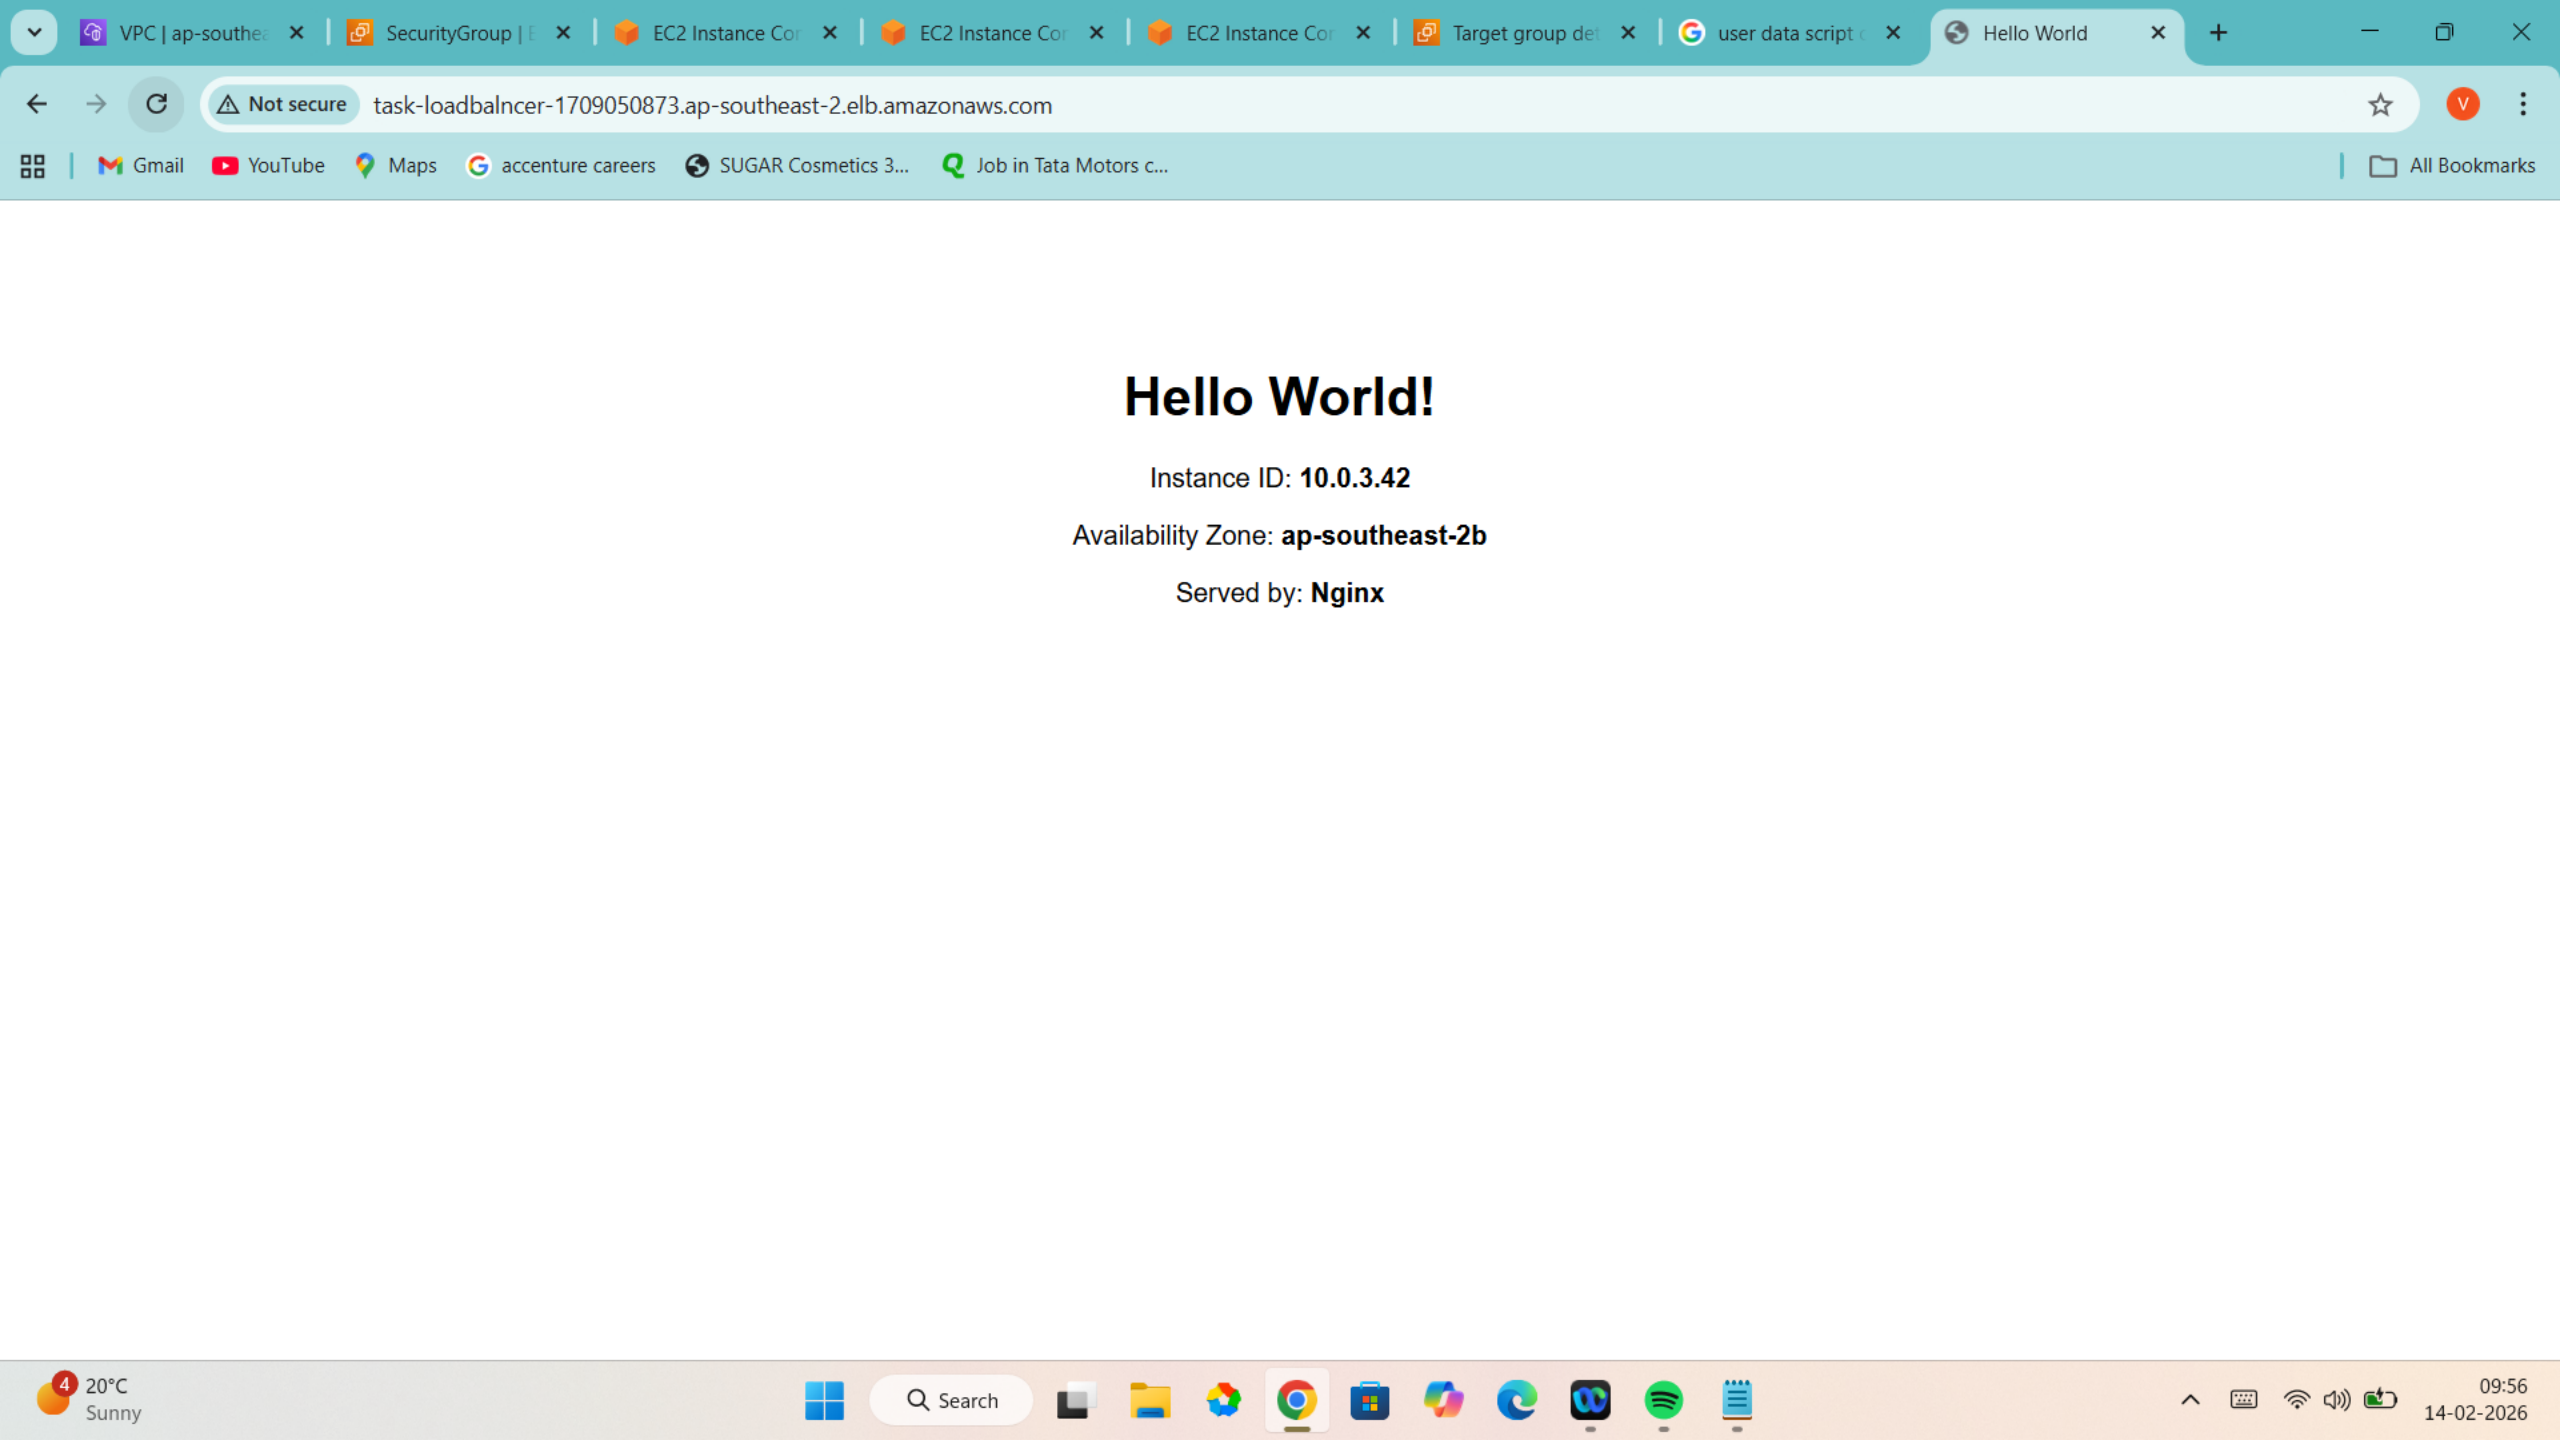 VPC | ap-southea
SecurityGroup | E
EC2 Instance Cor
EC2 Instance Cor
EC2 Instance Cor
Target group det
user data script c
Hello World
Not secure
task-loadbalncer-1709050873.ap-southeast-2.elb.amazonaws.com
V
Gmail
YouTube
Maps
accenture careers
SUGAR Cosmetics 3...
Job in Tata Motors c...
All Bookmarks
Hello World!
Instance ID: 10.0.3.42
Availability Zone: ap-southeast-2b
Served by: Nginx
4
20°C
Sunny
Search
09:56
14-02-2026